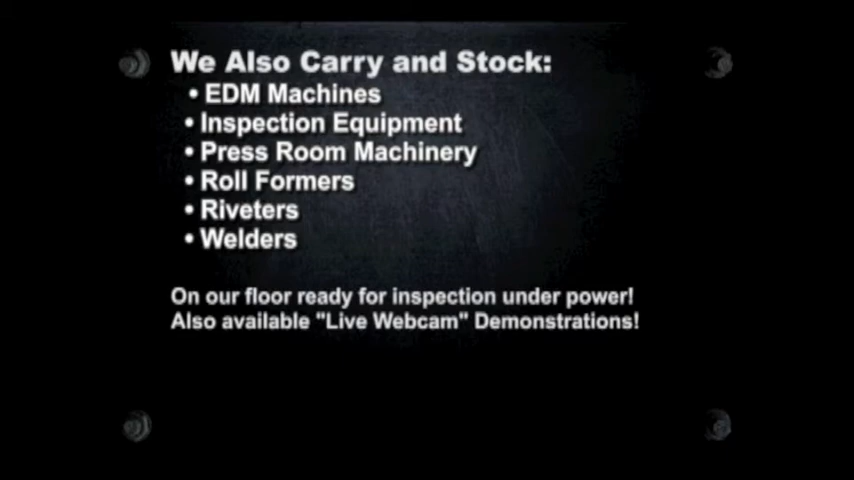 We Also Carry and Stock:
• EDM Machines
• Inspection Equipment
• Press Room Machinery
• Roll Formers
• Riveters
• Welders
On our floor ready for inspection under power!
Also available "Live Webcam" Demonstrations!